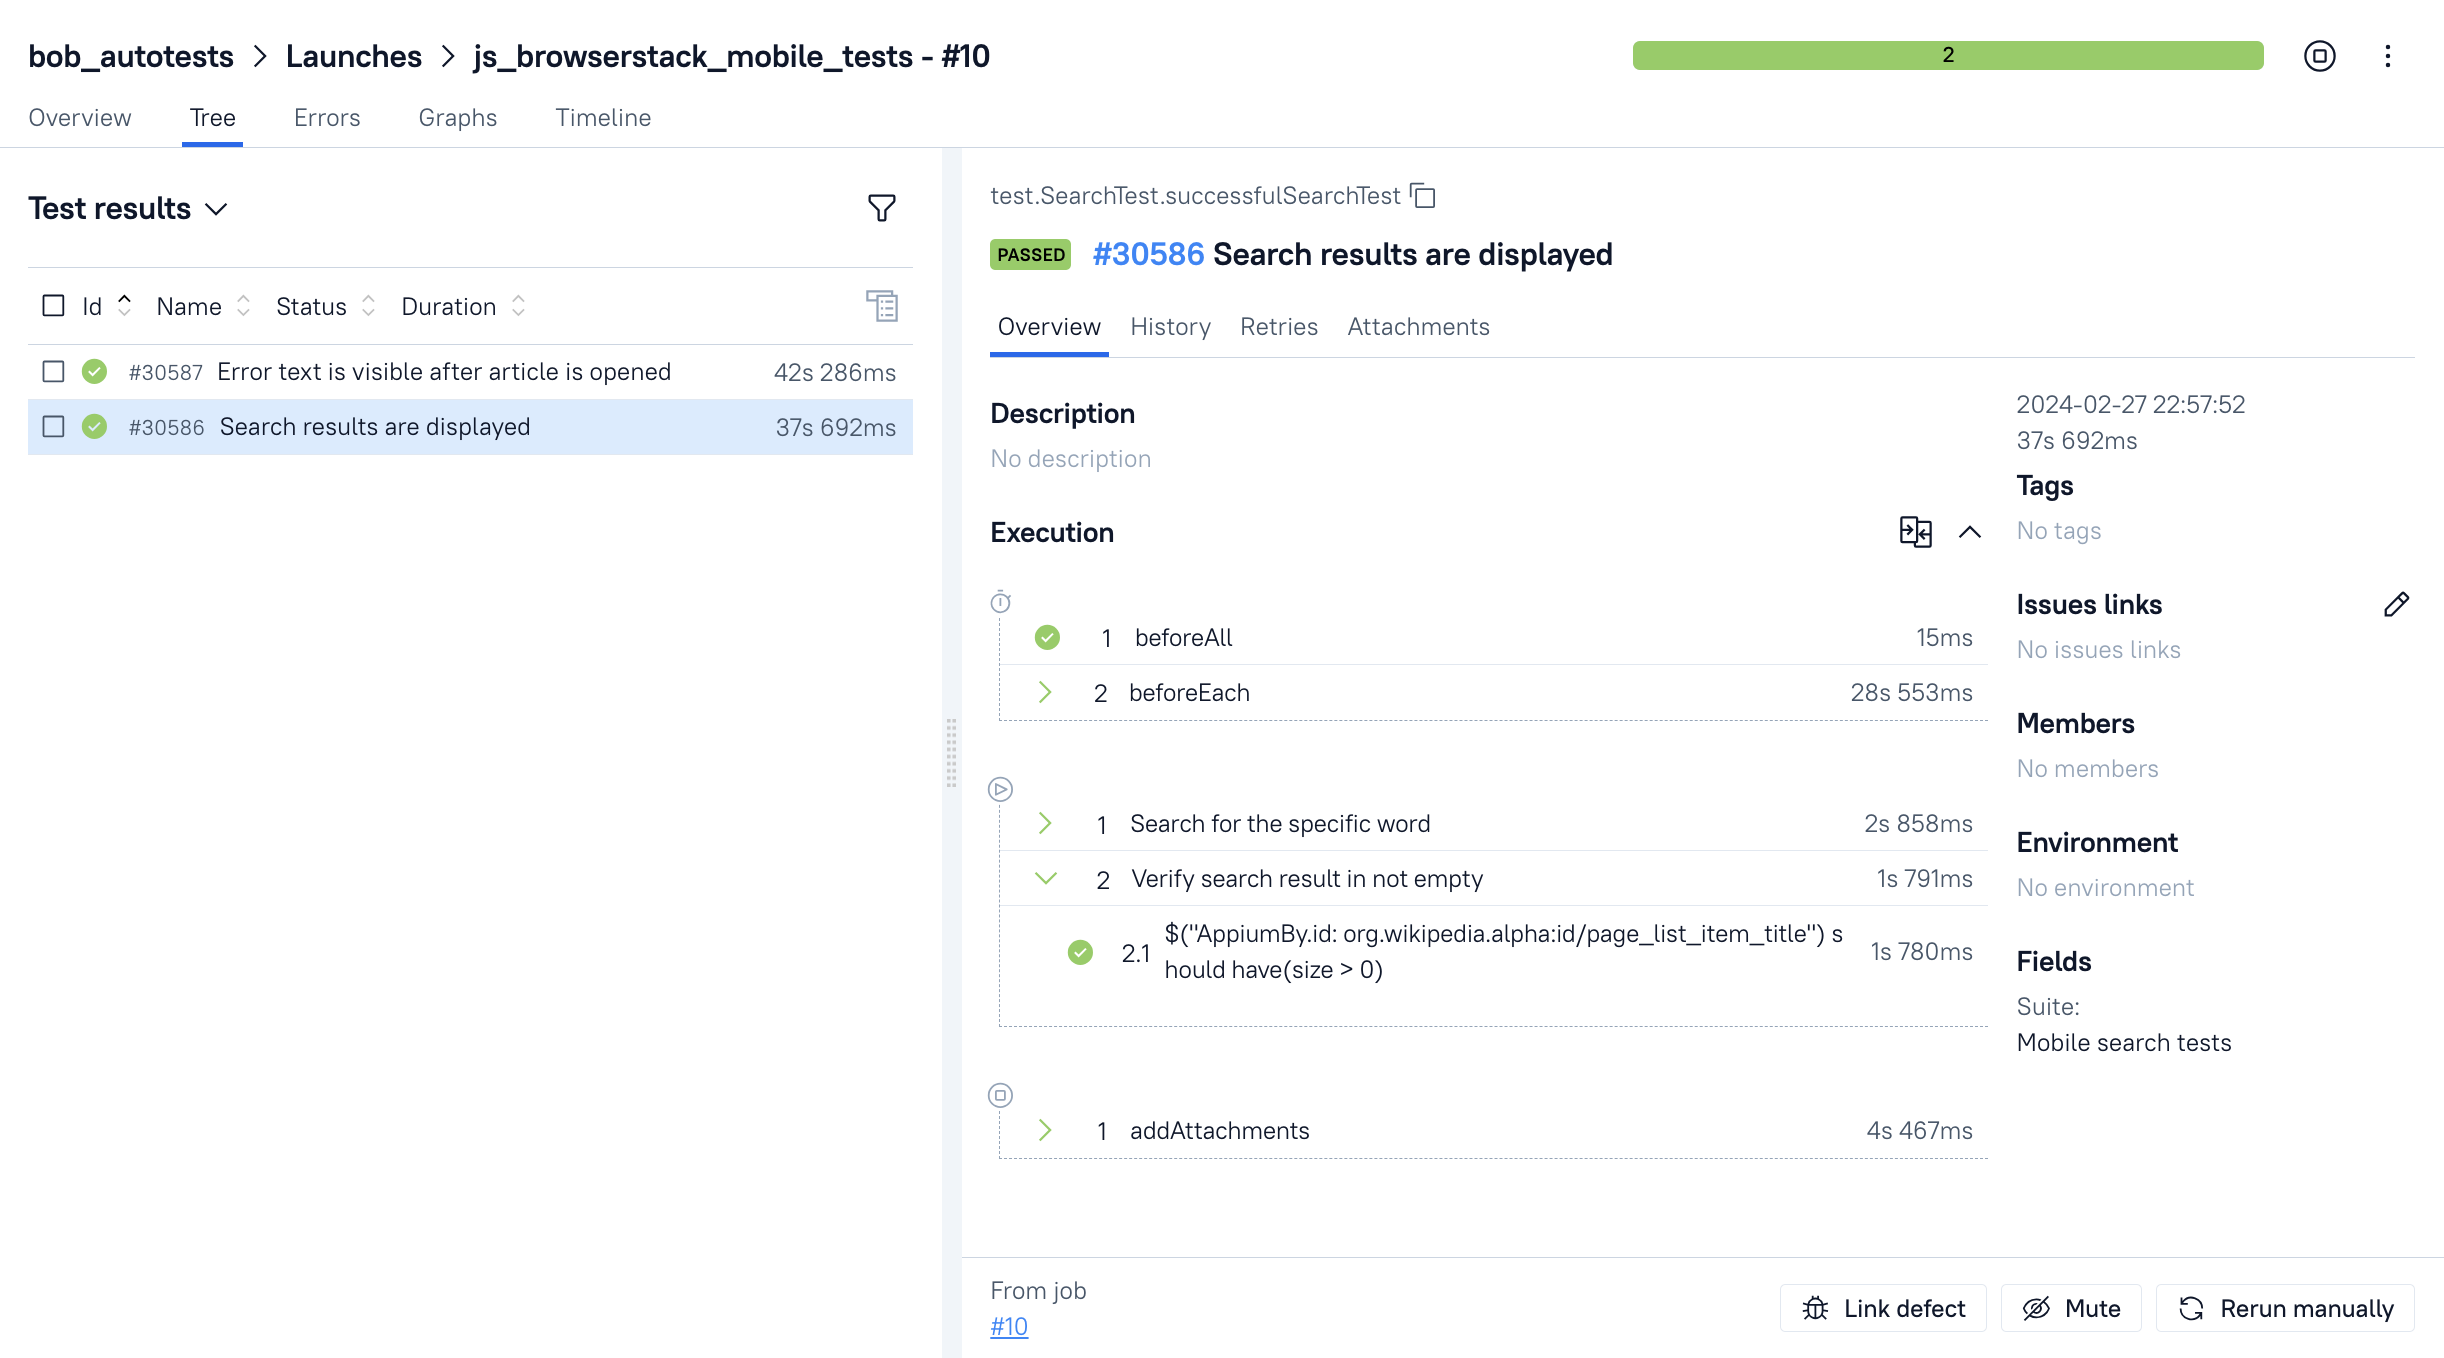 bob_autotests > Launches > js_browserstack_mobile_tests - #10
2
Overview Tree Errors Graphs Timeline
Test results
Id Name Status Duration
#30587 Error text is visible after article is opened 42s 286ms
#30586 Search results are displayed 37s 692ms
test.SearchTest.successfulSearchTest
PASSED #30586 Search results are displayed
Overview History Retries Attachments
Description
No description
Execution
1 beforeAll 15ms
2 beforeEach 28s 553ms
1 Search for the specific word 2s 858ms
2 Verify search result in not empty 1s 791ms
2.1 $("AppiumBy.id: org.wikipedia.alpha:id/page_list_item_title") s
hould have(size > 0) 1s 780ms
1 addAttachments 4s 467ms
2024-02-27 22:57:52
37s 692ms
Tags
No tags
Issues links
No issues links
Members
No members
Environment
No environment
Fields
Suite:
Mobile search tests
From job
#10
Link defect Mute Rerun manually